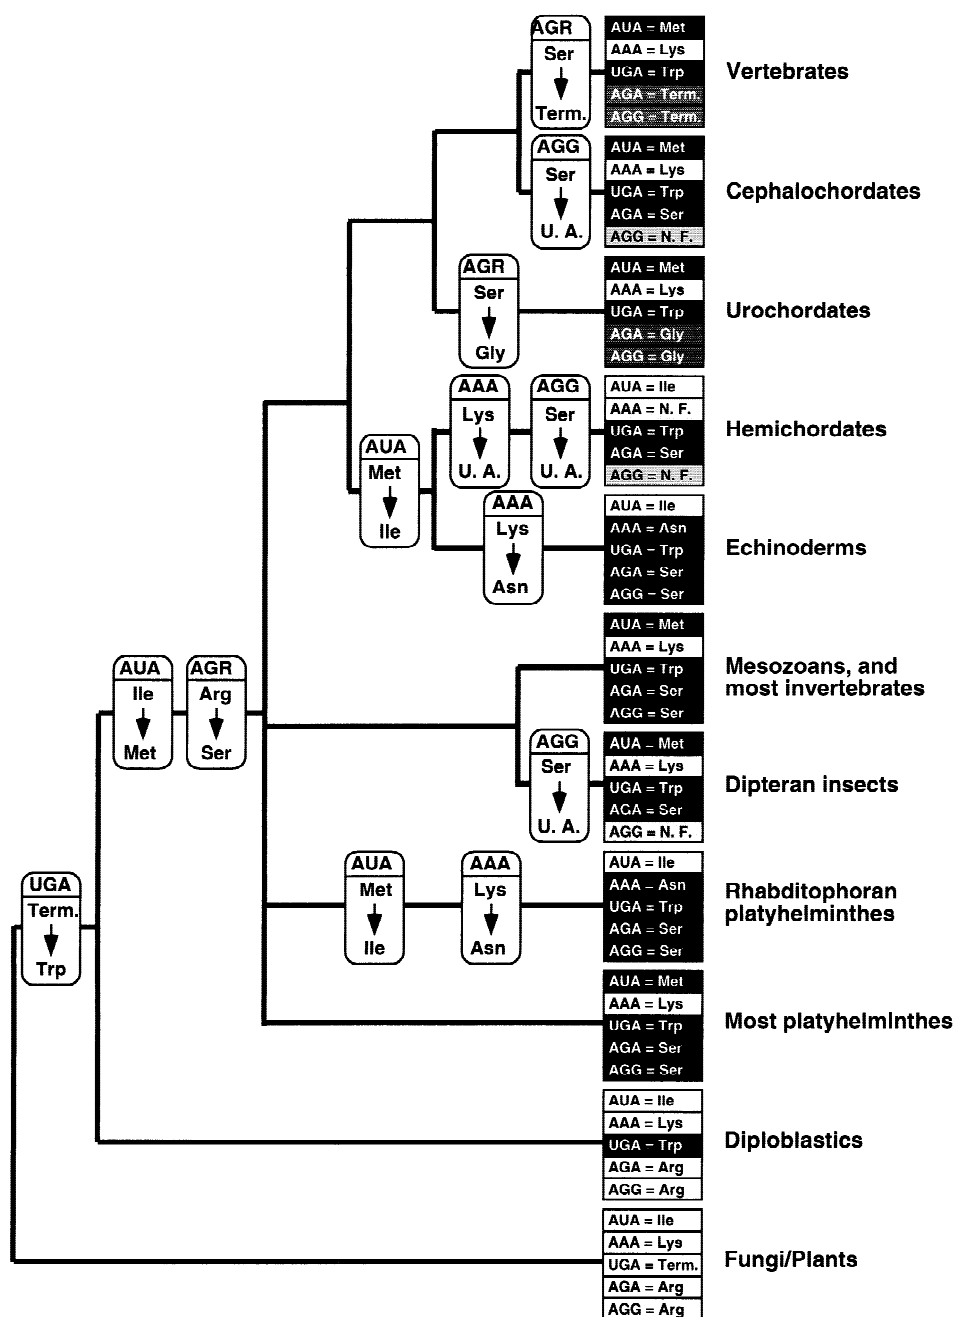 AGR
Ser
Term.
AUA = Met
AAA = Lys
UGA = Trp
AGA = Term.
AGG = Term.
Vertebrates
AGG
Ser
U. A.
AUA = Met
AAA = Lys
UGA = Trp
AGA = Ser
AGG = N. F.
Cephalochordates
AGR
Ser
Gly
AUA = Met
AAA = Lys
UGA = Trp
AGA = Gly
AGG = Gly
Urochordates
AUA
Met
Ile
AAA
Lys
U. A.
AGG
Ser
U. A.
AUA = Ile
AAA = N. F.
UGA = Trp
AGA = Ser
AGG = N. F.
Hemichordates
AAA
Lys
Asn
AUA = Ile
AAA = Asn
UGA = Trp
AGA = Ser
AGG = Ser
Echinoderms
AUA
Ile
Met
AGR
Arg
Ser
AUA = Met
AAA = Lys
UGA = Trp
AGA = Ser
AGG = Ser
Mesozoans, and
most invertebrates
AGG
Ser
U. A.
AUA = Met
AAA = Lys
UGA = Trp
AGA = Ser
AGG = N. F.
Dipteran insects
UGA
Term.
Trp
AUA
Met
Ile
AAA
Lys
Asn
AUA = Ile
AAA = Asn
UGA = Trp
AGA = Ser
AGG = Ser
Rhabditophoran
platyhelminthes
AUA = Met
AAA = Lys
UGA = Trp
AGA = Ser
AGG = Ser
Most platyhelminthes
AUA = Ile
AAA = Lys
UGA = Trp
AGA = Arg
AGG = Arg
Diploblastics
AUA = Ile
AAA = Lys
UGA = Term.
AGA = Arg
AGG = Arg
Fungi/Plants